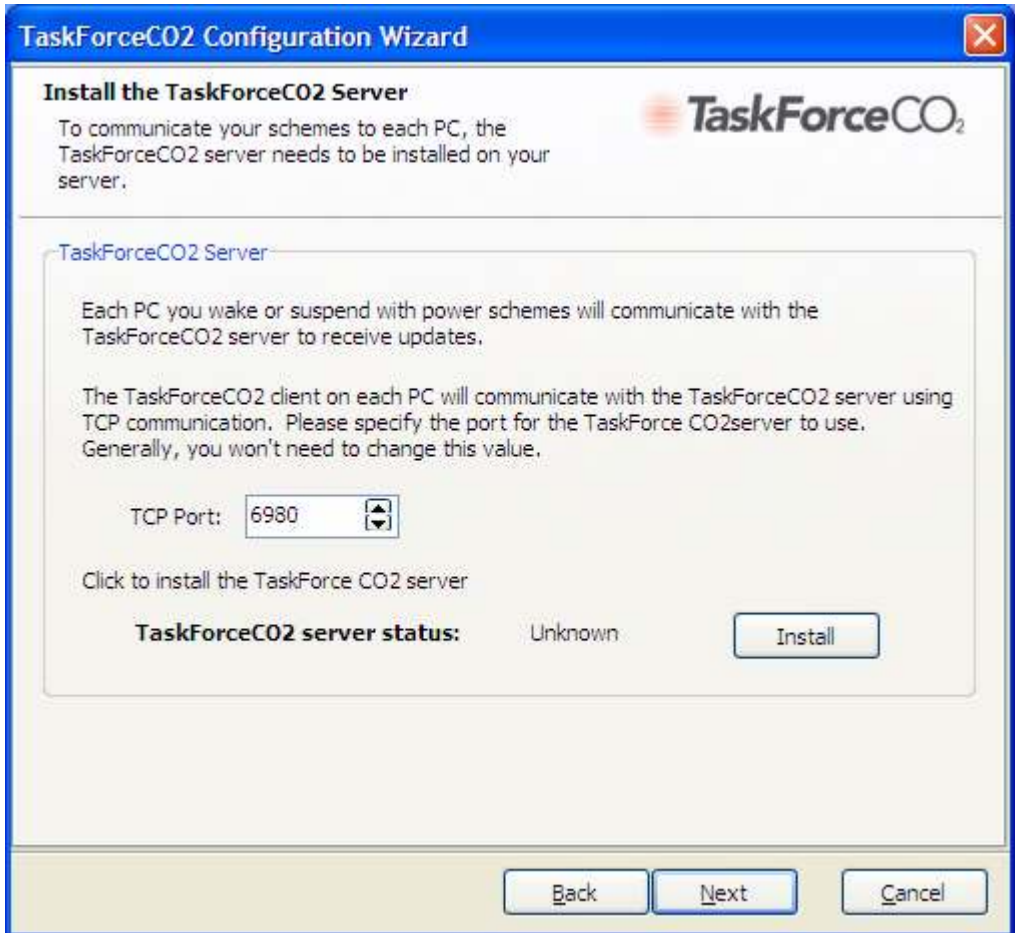 TaskForceCO2 Configuration Wizard
Install the TaskForceCO2 Server
To communicate your schemes to each PC, the
TaskForceCO2 server needs to be installed on your
server.
TaskForceCO₂
TaskForceCO2 Server
Each PC you wake or suspend with power schemes will communicate with the
TaskForceCO2 server to receive updates.
The TaskForceCO2 client on each PC will communicate with the TaskForceCO2 server using
TCP communication.  Please specify the port for the TaskForce CO2server to use.
Generally, you won't need to change this value.
TCP Port: 6980
Click to install the TaskForce CO2 server
TaskForceCO2 server status: Unknown Install
Back Next Cancel